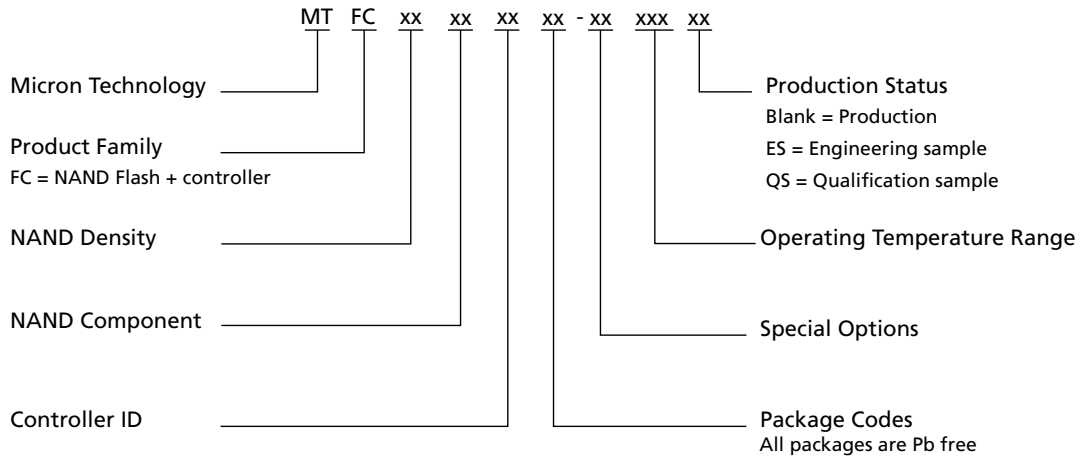 MT FC xx xx xx xx - xx xxx xx
Micron Technology
Product Family
FC = NAND Flash + controller
NAND Density
NAND Component
Controller ID
Production Status
Blank = Production
ES = Engineering sample
QS = Qualification sample
Operating Temperature Range
Special Options
Package Codes
All packages are Pb free